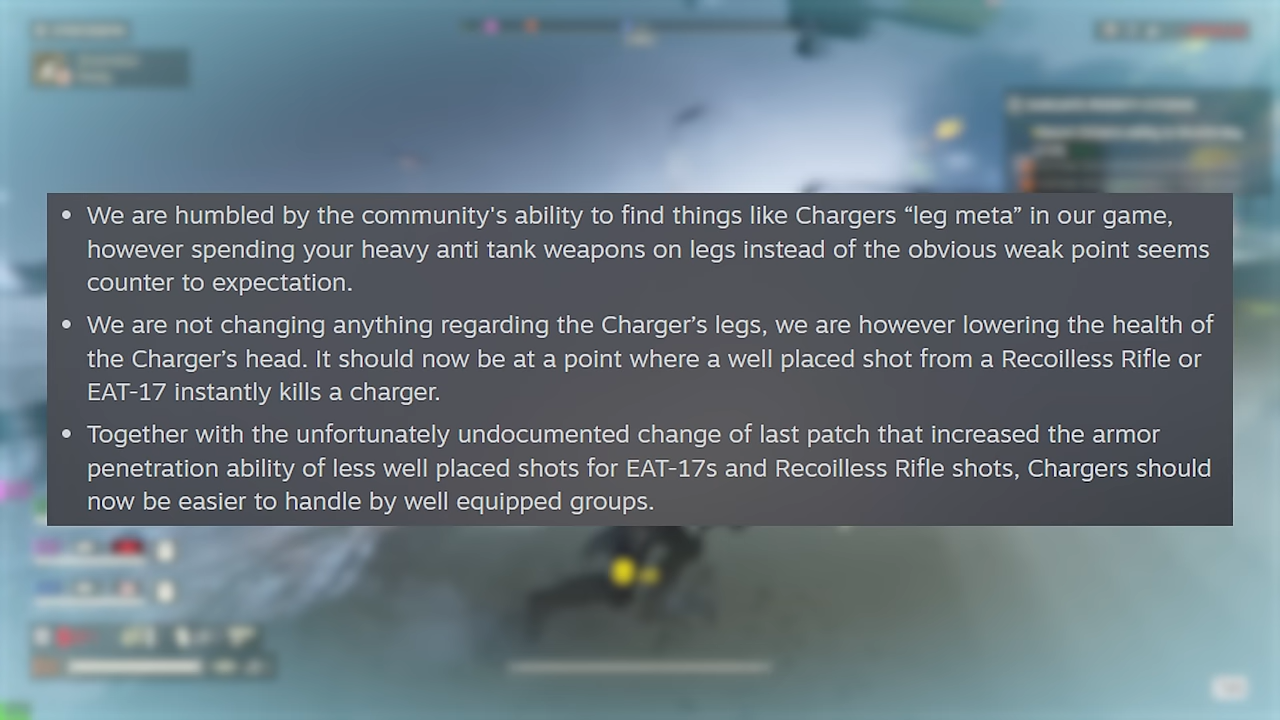 • We are humbled by the community's ability to find things like Chargers “leg meta” in our game,
however spending your heavy anti tank weapons on legs instead of the obvious weak point seems
counter to expectation.
• We are not changing anything regarding the Charger’s legs, we are however lowering the health of
the Charger’s head. It should now be at a point where a well placed shot from a Recoilless Rifle or
EAT-17 instantly kills a charger.
• Together with the unfortunately undocumented change of last patch that increased the armor
penetration ability of less well placed shots for EAT-17s and Recoilless Rifle shots, Chargers should
now be easier to handle by well equipped groups.